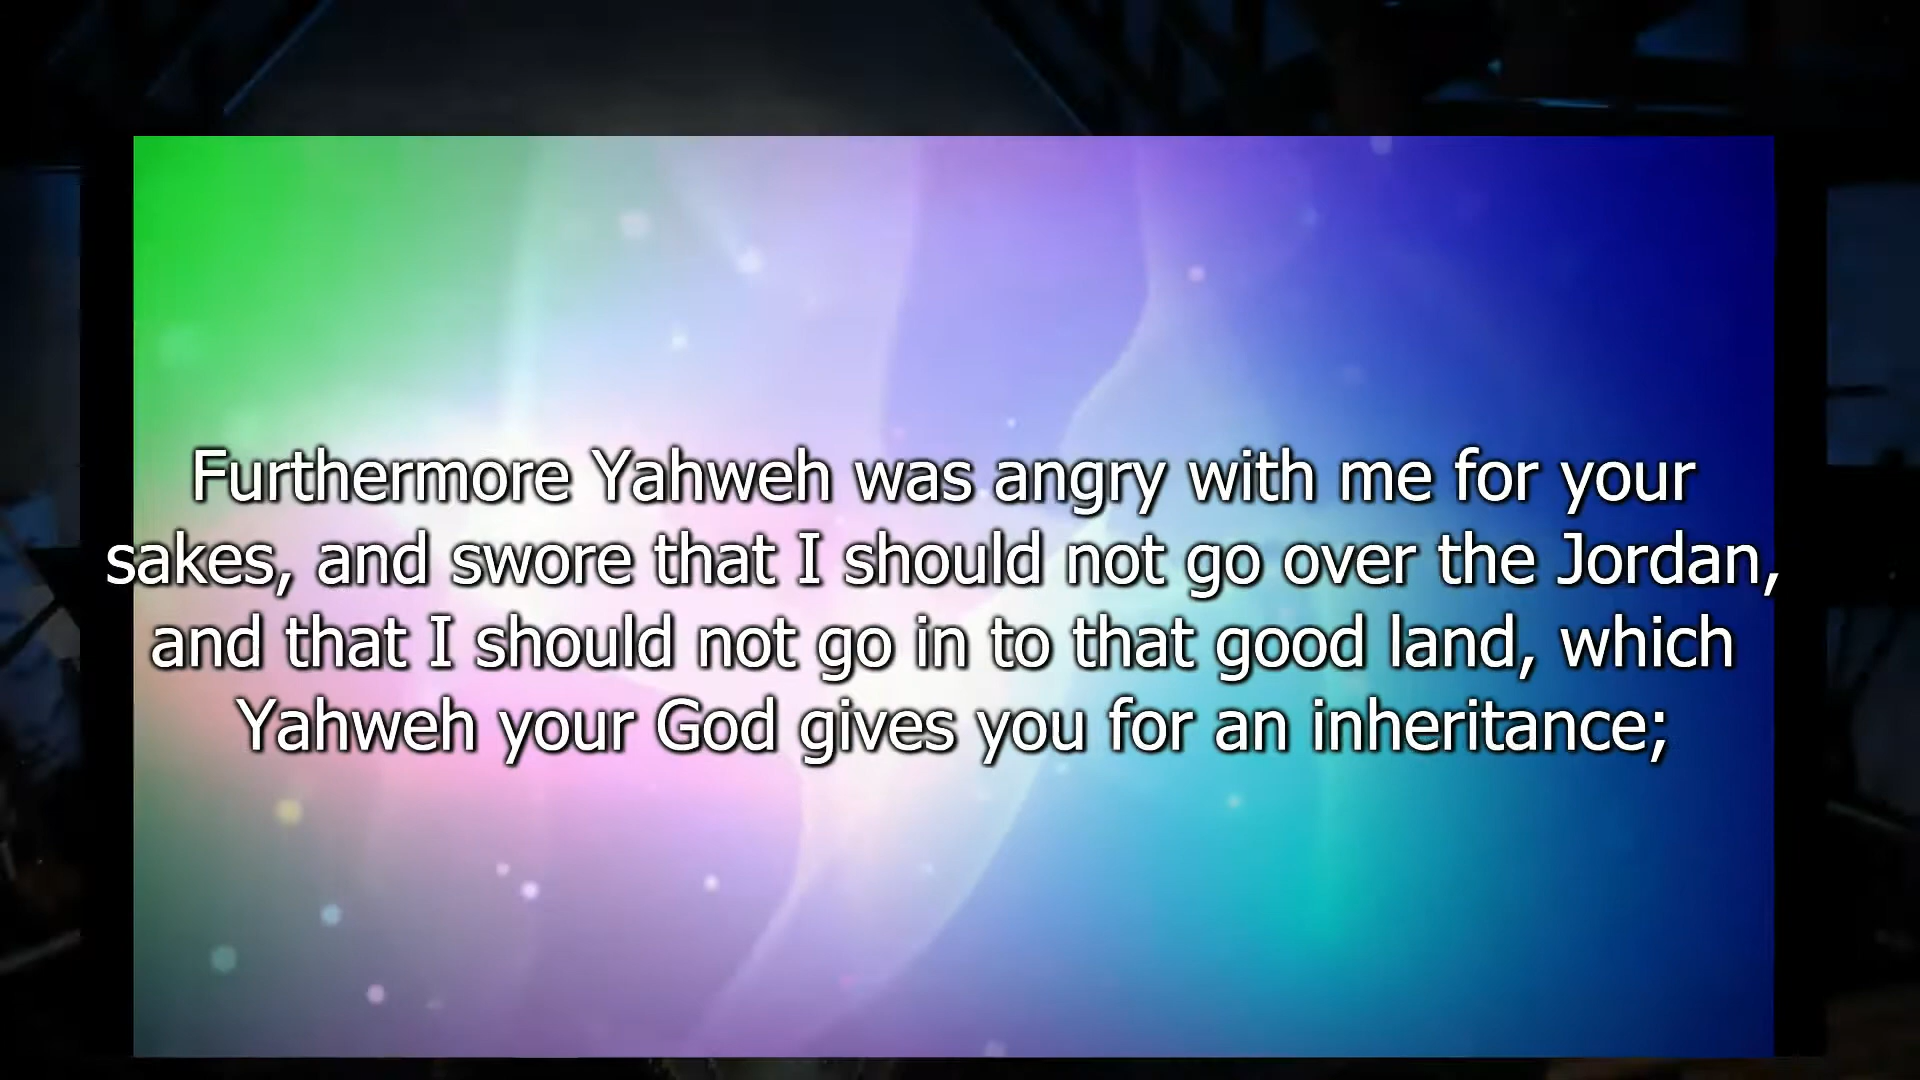 Furthermore Yahweh was angry with me for your
sakes, and swore that I should not go over the Jordan,
and that I should not go in to that good land, which
Yahweh your God gives you for an inheritance;